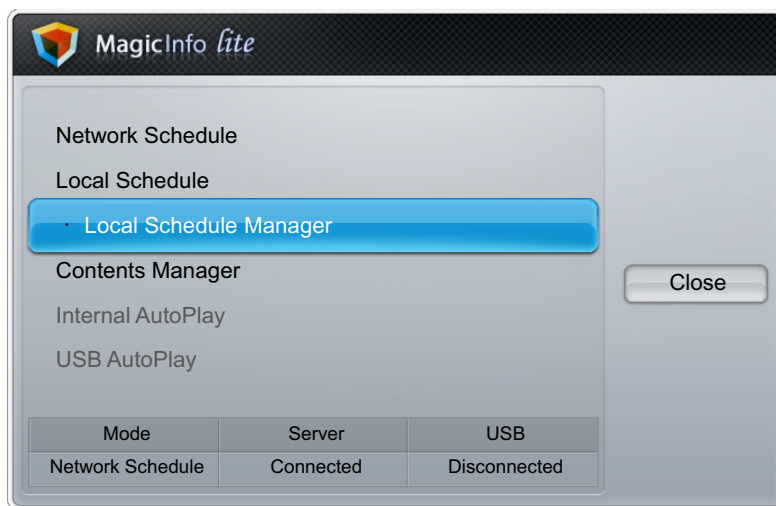 MagicInfo lite
Network Schedule
Local Schedule
· Local Schedule Manager
Contents Manager
Close
Internal AutoPlay
USB AutoPlay
Mode Server USB
Network Schedule Connected Disconnected